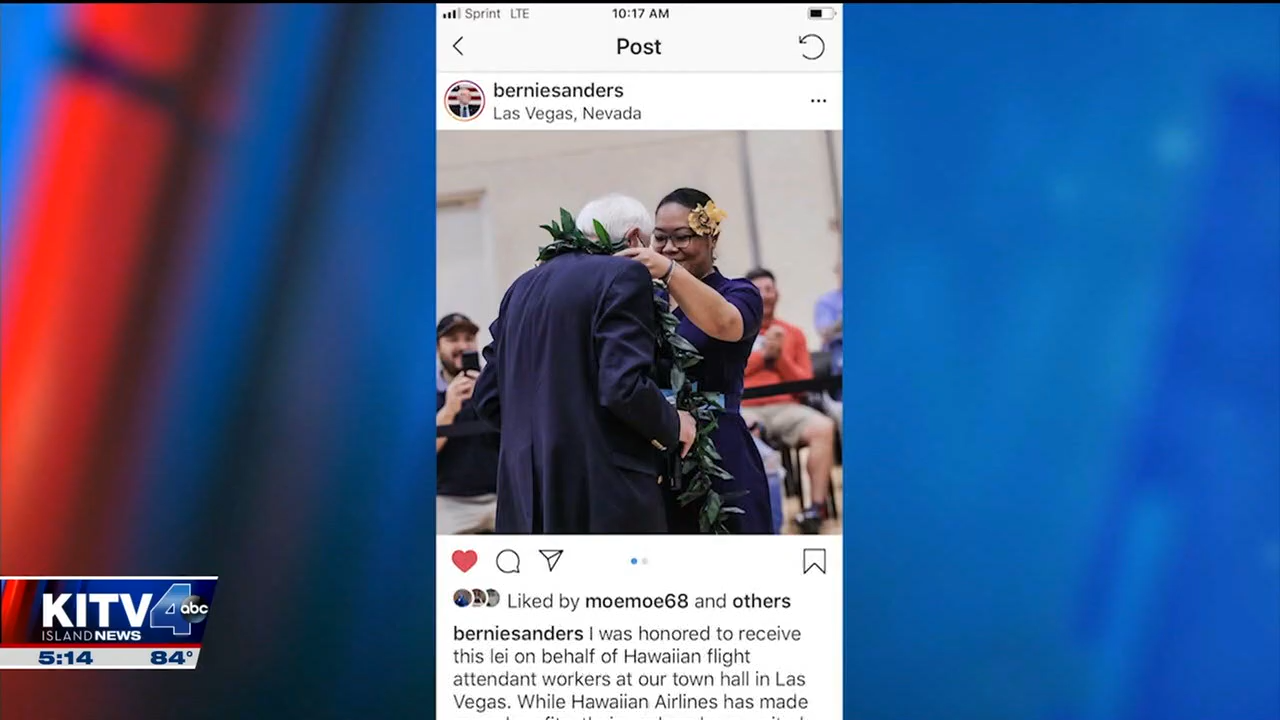 Sprint LTE 10:17 AM
Post
berniesanders
Las Vegas, Nevada
Liked by moemoe68 and others
berniesanders I was honored to receive
this lei on behalf of Hawaiian flight
attendant workers at our town hall in Las
Vegas. While Hawaiian Airlines has made
KITV4 abc
ISLAND NEWS
5:14 84°